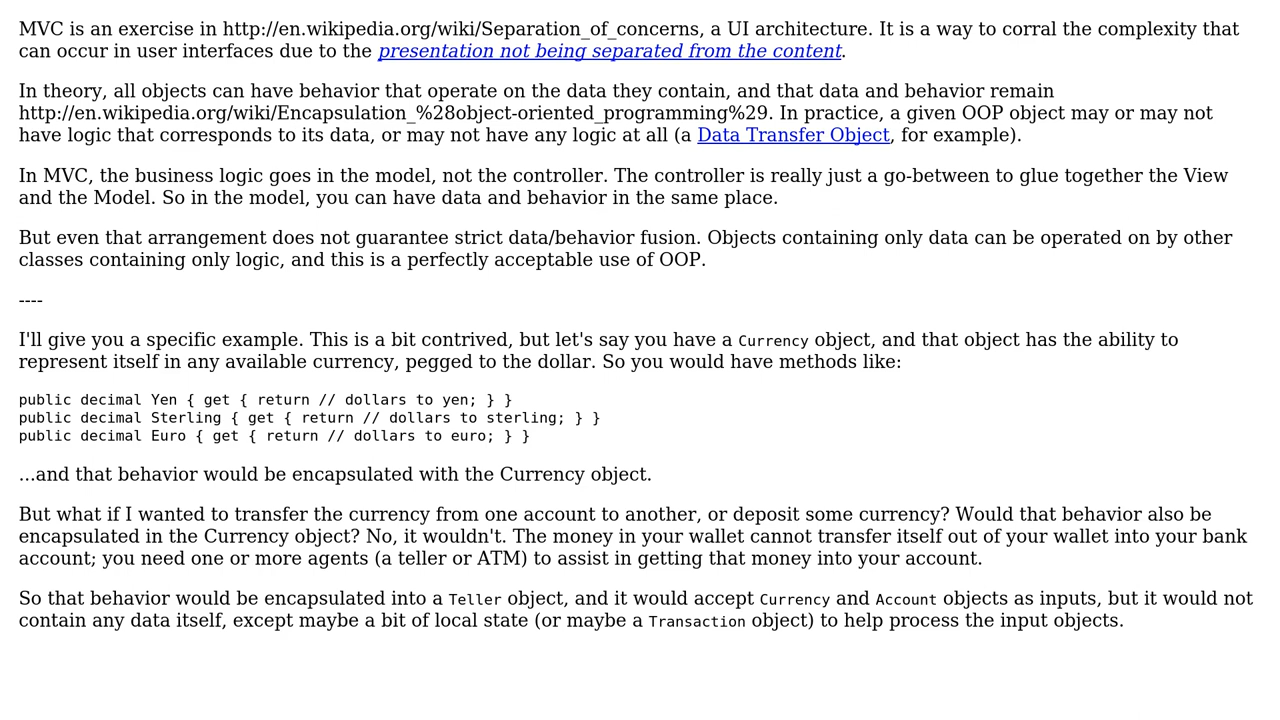 MVC is an exercise in http://en.wikipedia.org/wiki/Separation_of_concerns, a UI architecture. It is a way to corral the complexity that
can occur in user interfaces due to the presentation not being separated from the content.
In theory, all objects can have behavior that operate on the data they contain, and that data and behavior remain
http://en.wikipedia.org/wiki/Encapsulation_%28object-oriented_programming%29. In practice, a given OOP object may or may not
have logic that corresponds to its data, or may not have any logic at all (a Data Transfer Object, for example).
In MVC, the business logic goes in the model, not the controller. The controller is really just a go-between to glue together the View
and the Model. So in the model, you can have data and behavior in the same place.
But even that arrangement does not guarantee strict data/behavior fusion. Objects containing only data can be operated on by other
classes containing only logic, and this is a perfectly acceptable use of OOP.
----
I'll give you a specific example. This is a bit contrived, but let's say you have a Currency object, and that object has the ability to
represent itself in any available currency, pegged to the dollar. So you would have methods like:
public decimal Yen { get { return // dollars to yen; } }
public decimal Sterling { get { return // dollars to sterling; } }
public decimal Euro { get { return // dollars to euro; } }
...and that behavior would be encapsulated with the Currency object.
But what if I wanted to transfer the currency from one account to another, or deposit some currency? Would that behavior also be
encapsulated in the Currency object? No, it wouldn't. The money in your wallet cannot transfer itself out of your wallet into your bank
account; you need one or more agents (a teller or ATM) to assist in getting that money into your account.
So that behavior would be encapsulated into a Teller object, and it would accept Currency and Account objects as inputs, but it would not
contain any data itself, except maybe a bit of local state (or maybe a Transaction object) to help process the input objects.